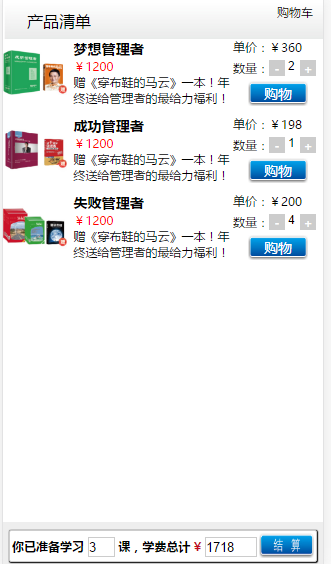 产品清单
购物车
梦想管理者
￥1200
赠《穿布鞋的马云》一本！年
终送给管理者的最给力福利！
单价：￥360
数量： - 2 +
购物
成功管理者
￥1200
赠《穿布鞋的马云》一本！年
终送给管理者的最给力福利！
单价：￥198
数量： - 1 +
购物
失败管理者
￥1200
赠《穿布鞋的马云》一本！年
终送给管理者的最给力福利！
单价：￥200
数量： - 4 +
购物
你已准备学习 3 课，学费总计 ￥ 1718 结 算